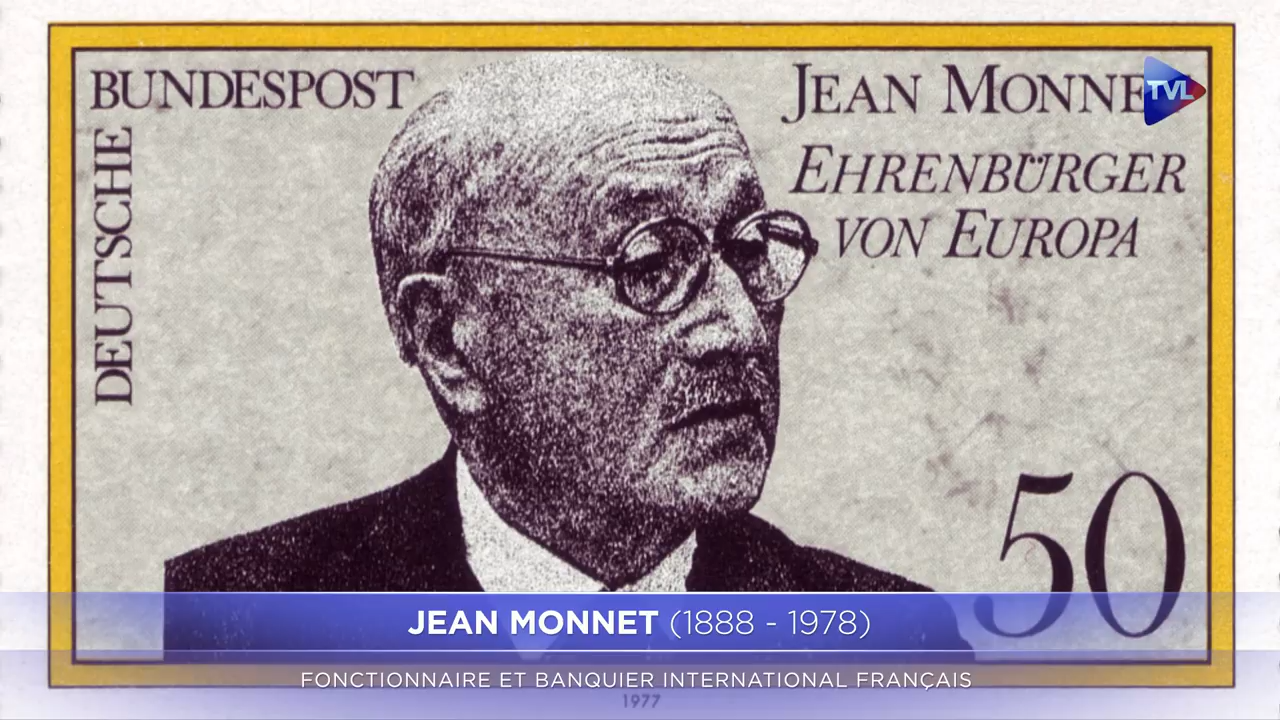 DEUTSCHE
BUNDESPOST
JEAN MONNE
TVL
EHRENBÜRGER
VON EUROPA
50
JEAN MONNET (1888 - 1978)
FONCTIONNAIRE ET BANQUIER INTERNATIONAL FRANÇAIS
1977